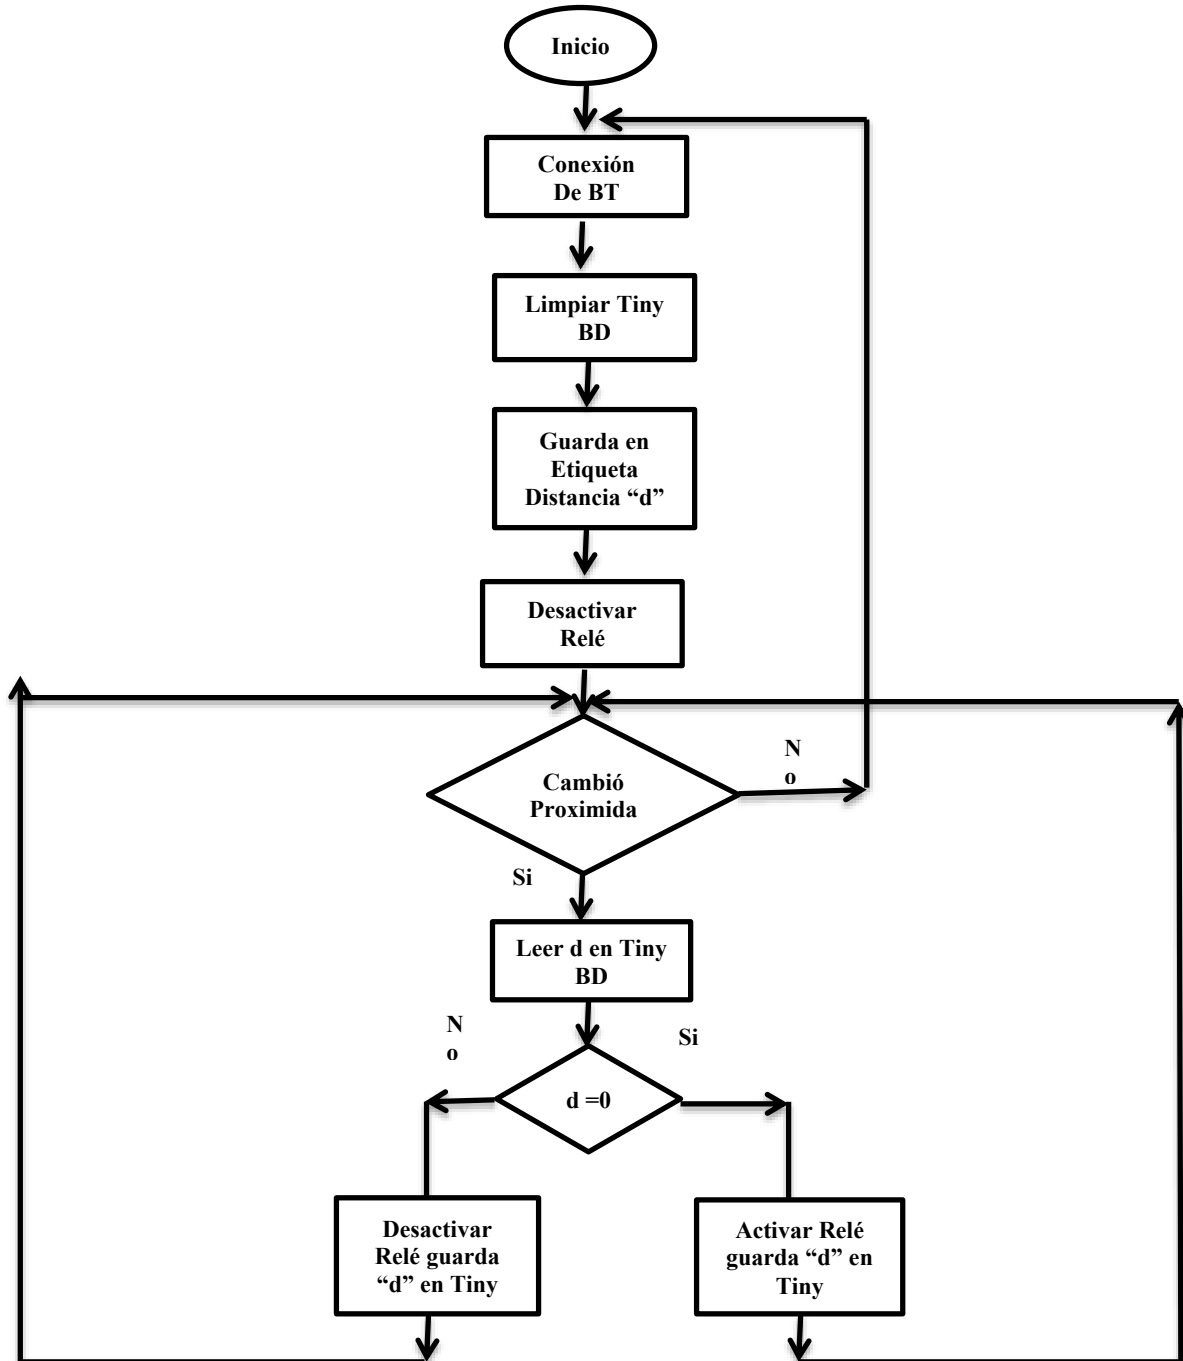 Inicio
Conexión
De BT
Limpiar Tiny
BD
Guarda en
Etiqueta
Distancia “d”
Desactivar
Relé
Cambió
Proximida
N
o
Si
Leer d en Tiny
BD
N
o
Si
d =0
Desactivar
Relé guarda
“d” en Tiny
Activar Relé
guarda “d” en
Tiny